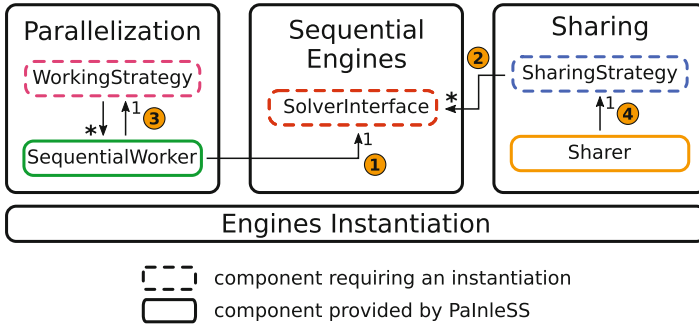 Parallelization
WorkingStrategy
*
1
3
SequentialWorker
Sequential
Engines
SolverInterface
*
1
1
2
Sharing
SharingStrategy
1
4
Sharer
Engines Instantiation
component requiring an instantiation
component provided by PaInleSS